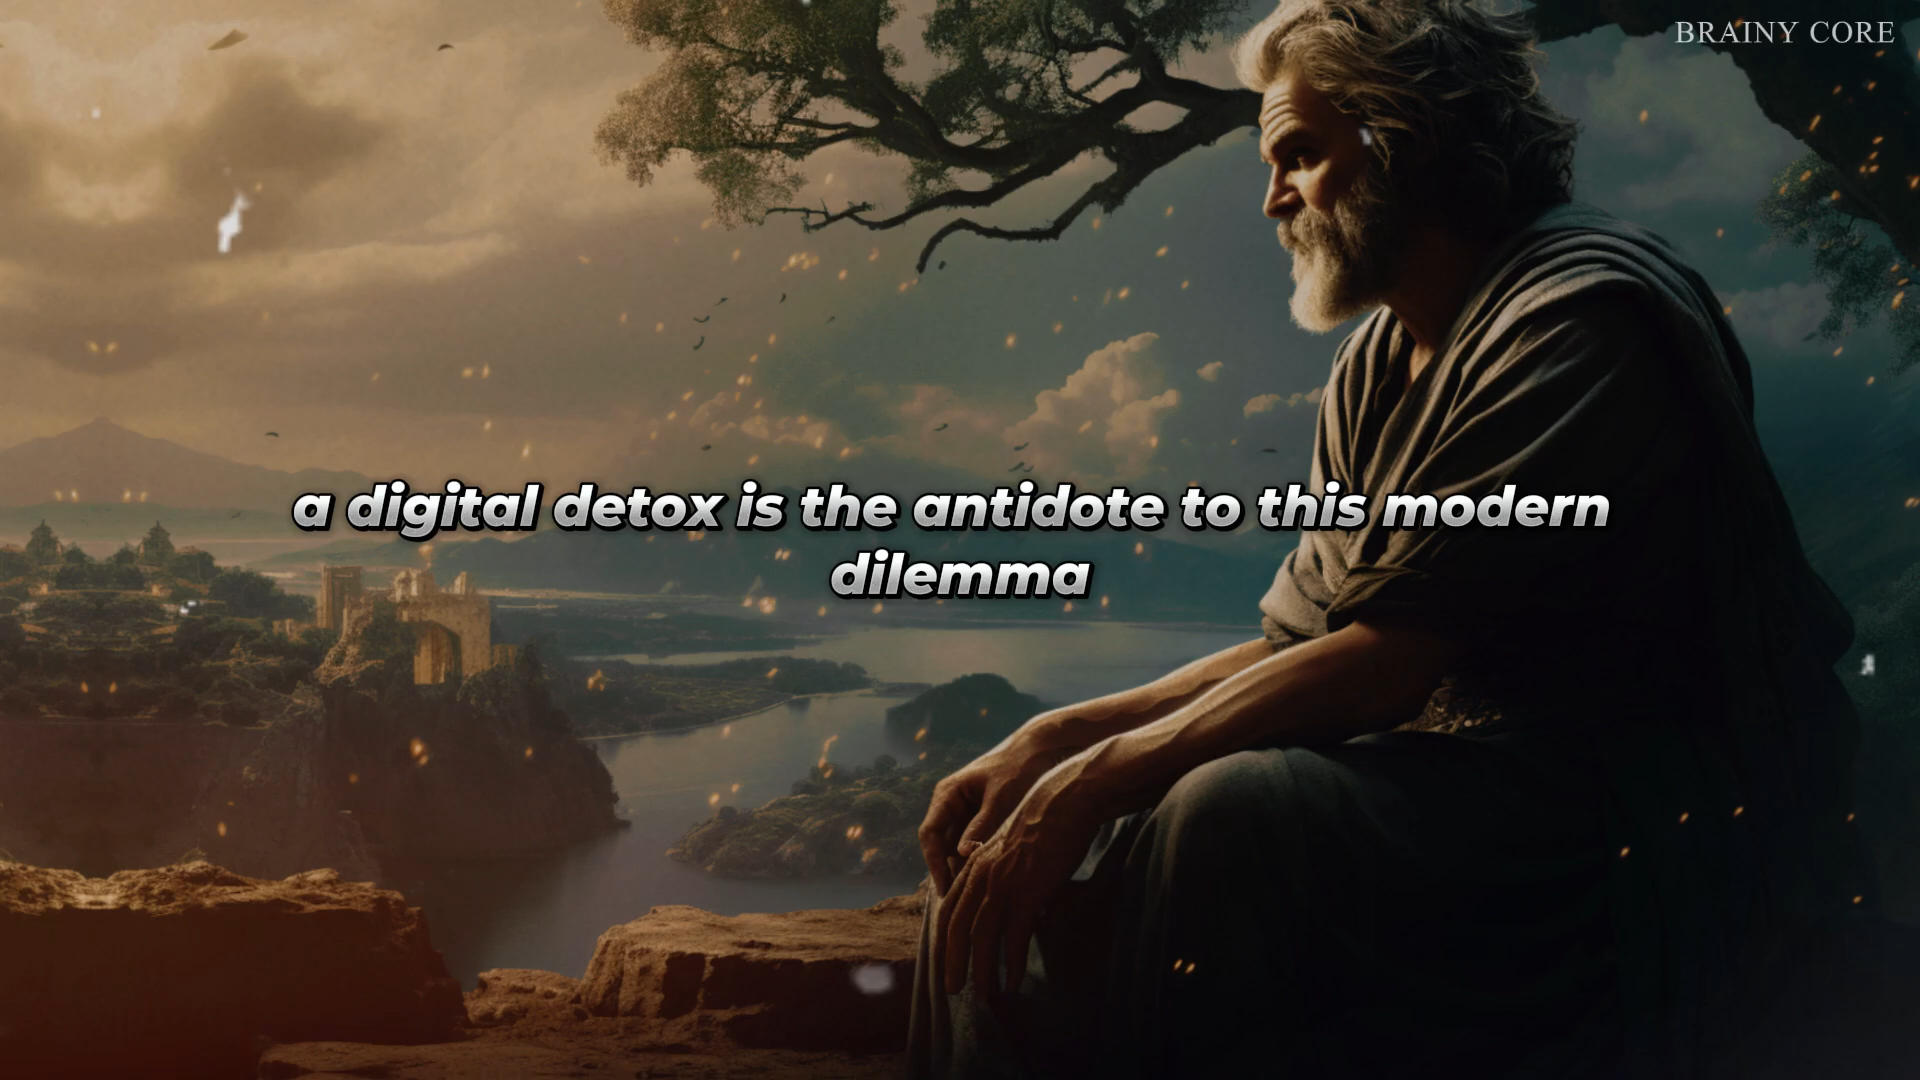 BRAINY CORE
a digital detox is the antidote to this modern
dilemma